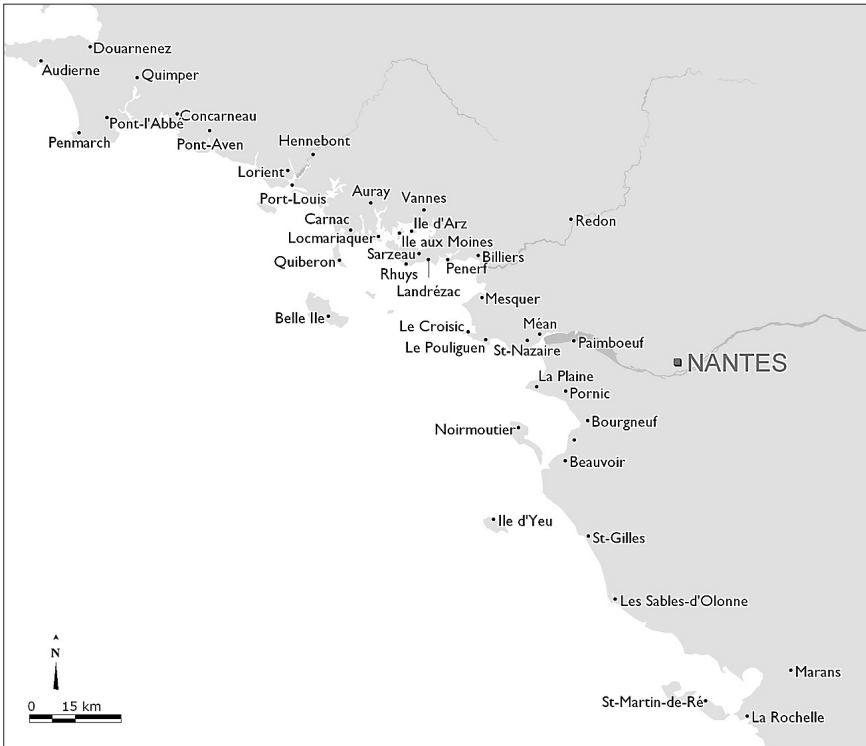 Douarnenez
Audierne
Quimper
Concarneau
Pont-l'Abbé
Penmarch
Pont-Aven
Hennebont
Lorient
Port-Louis
Auray
Vannes
Carnac
Ile d'Arz
Redon
Locmariaquer
Ile aux Moines
Sarzeau
Billiers
Quiberon
Rhuys
Penerf
Landrézac
Mesquer
Belle Ile
Le Croisic
Méan
Le Pouliguen
St-Nazaire
Paimboeuf
NANTES
La Plaine
Pornic
Noirmoutier
Bourgneuf
Beauvoir
Ile d'Yeu
St-Gilles
Les Sables-d'Olonne
N
Marans
0 15 km
St-Martin-de-Ré
La Rochelle